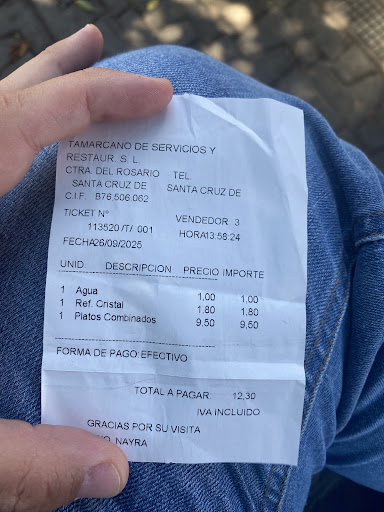 TAMARCANO DE SERVICIOS Y
RESTAUR. S. L
CTRA. DEL ROSARIO TEL
SANTA CRUZ DE SANTA CRUZ DE
C.I.F. B76.506.062
TICKET Nº VENDEDOR 3
113520 /T/ 001 HORA13:58:24
FECHA26/09/2025
UNID. DESCRIPCION PRECIO IMPORTE
1 Agua 1,00 1,00
1 Ref. Cristal 1,80 1,80
1 Platos Combinados 9,50 9,50
FORMA DE PAGO:EFECTIVO
TOTAL A PAGAR: 12,30
IVA INCLUIDO
GRACIAS POR SU VISITA
NAYRA